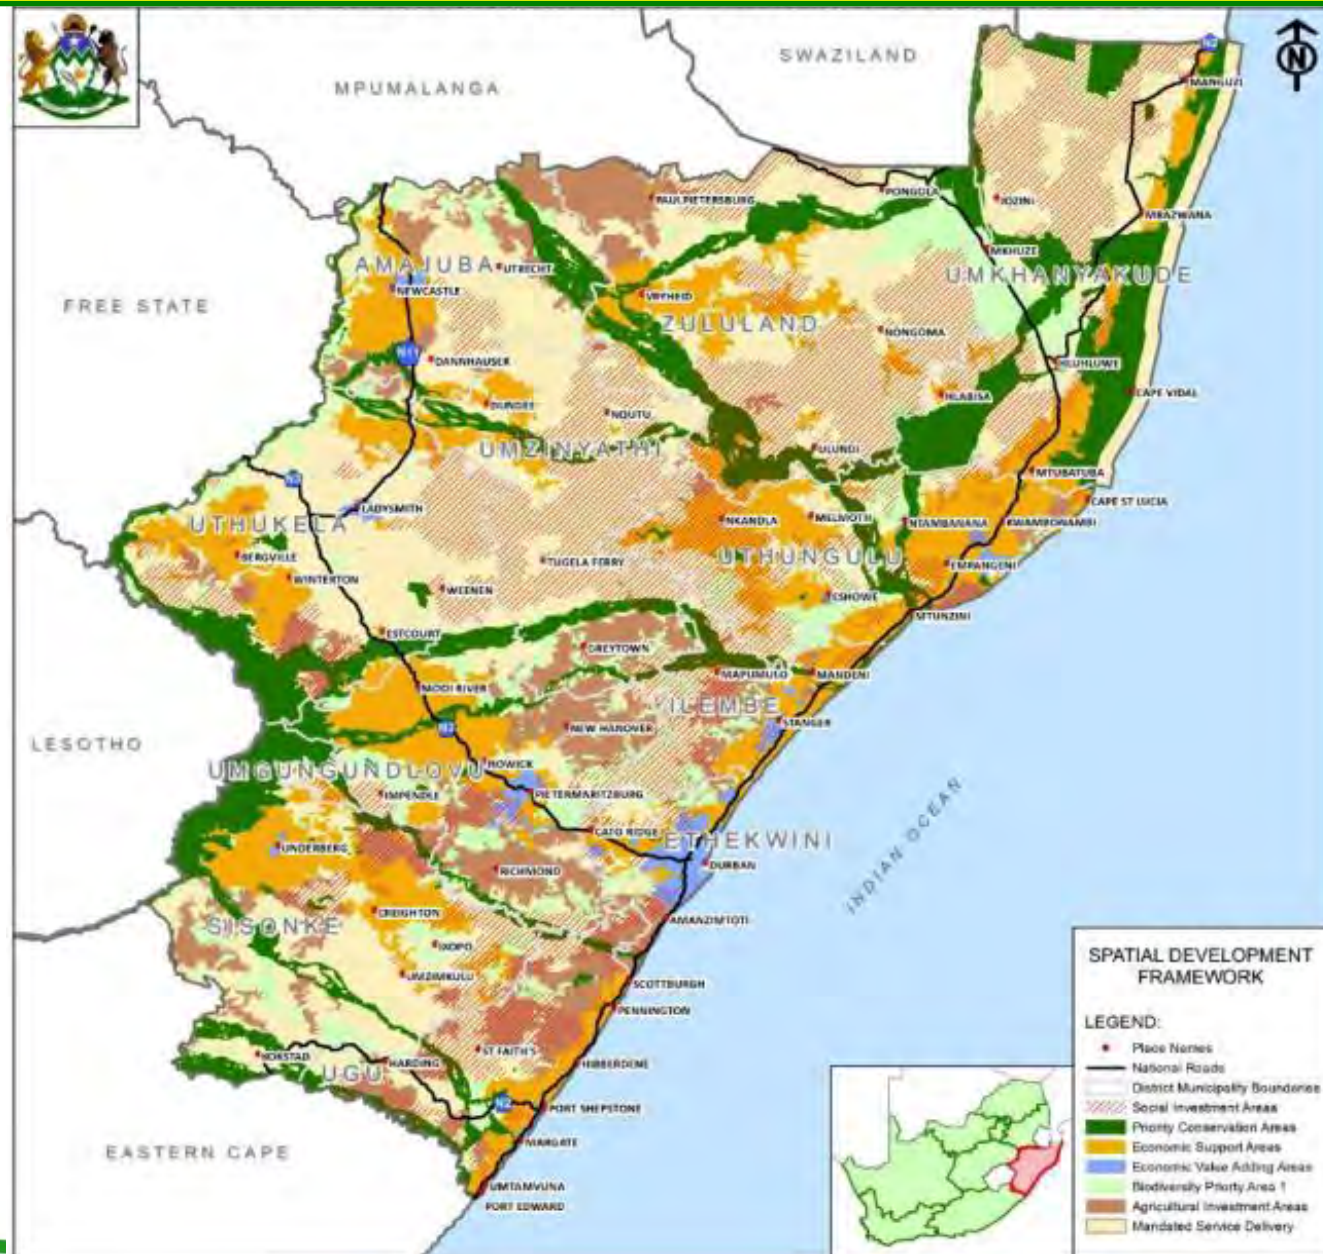 SWAZILAND
MPUMALANGA
N2
MANGUZI
PAULPIETERSBURG
PONGOLA
JOZINI
MBAZWANA
MKHUZE
AMAJUBA
UTRECHT
UMKHANYAKUDE
NEWCASTLE
VRYHEID
FREE STATE
ZULULAND
NONGOMA
N11
DANNHAUSER
HLUHLUWE
HLABISA
CAPE VIDAL
DUNDEE
NQUTU
UMZINYATHI
ULUNDI
MTUBATUBA
N3
CAPE ST LUCIA
LADYSMITH
UTHUKELA
NKANDLA
MELMOTH
NTAMBANANA
KWAMBONAMBI
BERGVILLE
TUGELA FERRY
UTHUNGULU
EMPANGENI
WINTERTON
WEENEN
ESHOWE
MTUNZINI
ESTCOURT
GREYTOWN
MAPUMULO
MANDENI
MOOI RIVER
ILEMBE
STANGER
NEW HANOVER
LESOTHO
HOWICK
UMGUNGUNDLOVU
IMPENDLE
PIETERMARITZBURG
CATO RIDGE
ETHEKWINI
UNDERBERG
DURBAN
RICHMOND
INDIAN OCEAN
CREIGHTON
AMANZIMTOTI
SISONKE
IXOPO
UMZIMKULU
SCOTTBURGH
PENNINGTON
ST FAITH'S
KOKSTAD
HARDING
HIBBERDENE
UGU
N2
PORT SHEPSTONE
EASTERN CAPE
MARGATE
UMTAMVUNA
PORT EDWARD
SPATIAL DEVELOPMENT
FRAMEWORK
LEGEND:
Place Names
National Roads
District Municipality Boundaries
Social Investment Areas
Priority Conservation Areas
Economic Support Areas
Economic Value Adding Areas
Biodiversity Priorty Area 1
Agricultural Investment Areas
Mandated Service Delivery
N